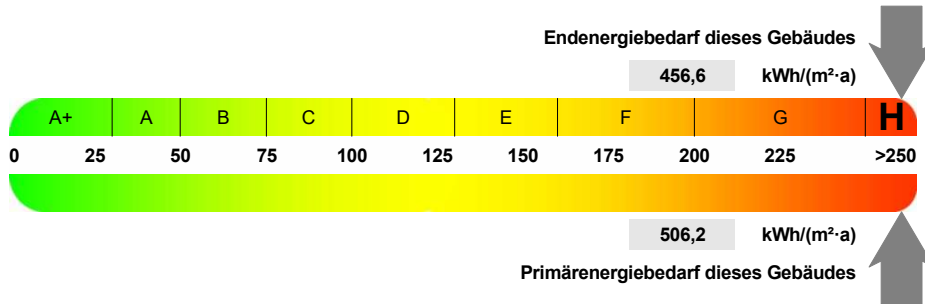 Endenergiebedarf dieses Gebäudes
456,6 kWh/(m²·a)
A+ A B C D E F G H
0 25 50 75 100 125 150 175 200 225 >250
506,2 kWh/(m²·a)
Primärenergiebedarf dieses Gebäudes